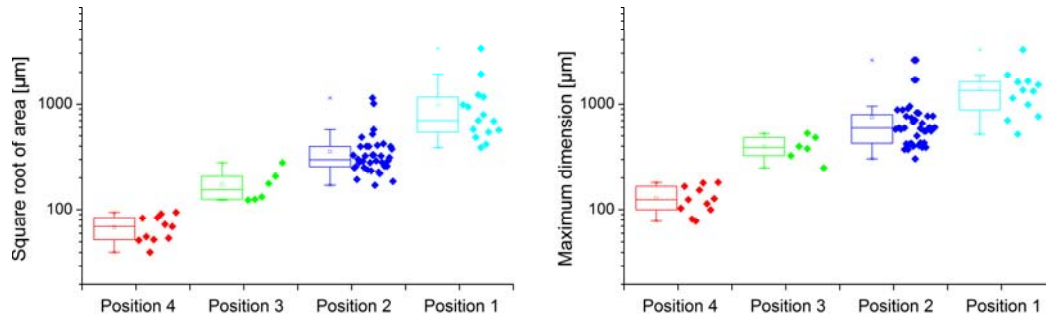 Square root of area [µm]
1000
100
Position 4 Position 3 Position 2 Position 1
Maximum dimension [µm]
1000
100
Position 4 Position 3 Position 2 Position 1